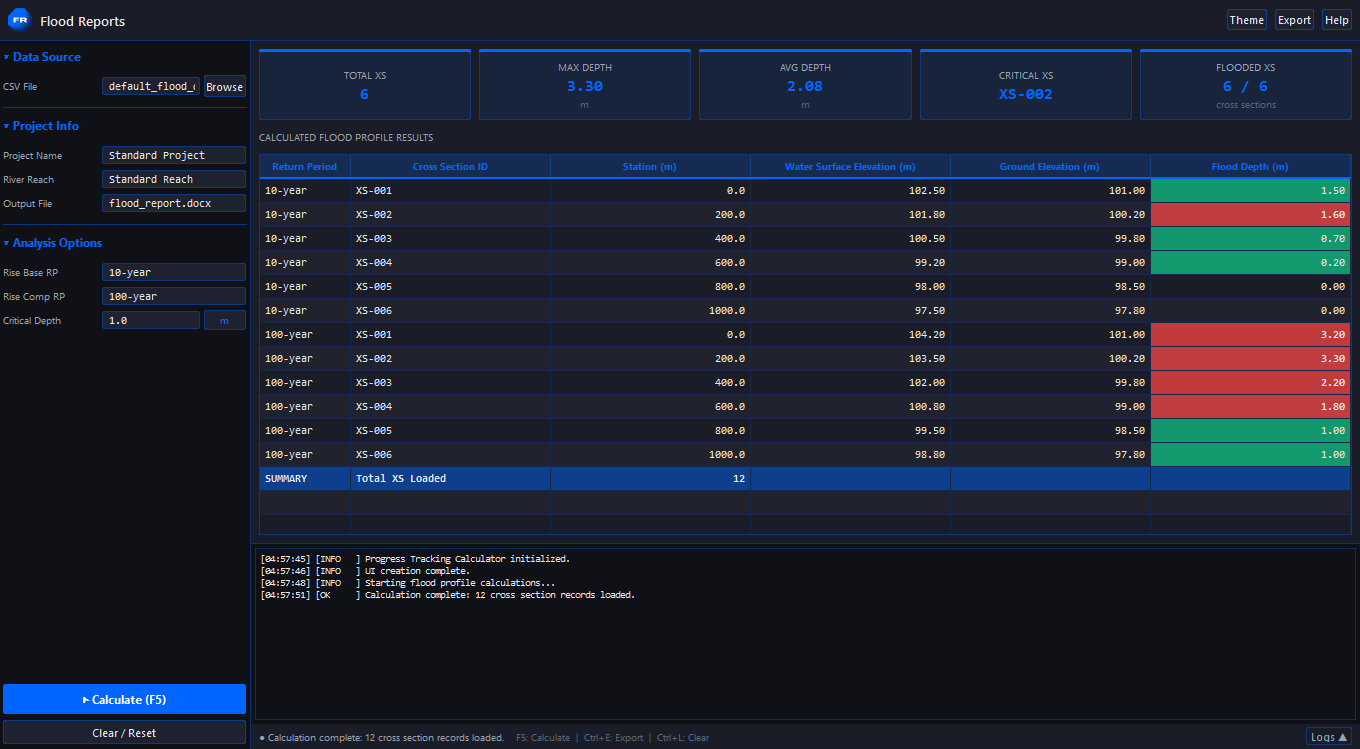 FR Flood Reports Theme Export Help
▾ Data Source
CSV File default_flood_ Browse
▾ Project Info
Project Name Standard Project
River Reach Standard Reach
Output File flood_report.docx
▾ Analysis Options
Rise Base RP 10-year
Rise Comp RP 100-year
Critical Depth 1.0 m
▶ Calculate (F5)
Clear / Reset
TOTAL XS
6
MAX DEPTH
3.30
m
AVG DEPTH
2.08
m
CRITICAL XS
XS-002
FLOODED XS
6 / 6
cross sections
CALCULATED FLOOD PROFILE RESULTS
Return Period Cross Section ID Station (m) Water Surface Elevation (m) Ground Elevation (m) Flood Depth (m)
10-year XS-001 0.0 102.50 101.00 1.50
10-year XS-002 200.0 101.80 100.20 1.60
10-year XS-003 400.0 100.50 99.80 0.70
10-year XS-004 600.0 99.20 99.00 0.20
10-year XS-005 800.0 98.00 98.50 0.00
10-year XS-006 1000.0 97.50 97.80 0.00
100-year XS-001 0.0 104.20 101.00 3.20
100-year XS-002 200.0 103.50 100.20 3.30
100-year XS-003 400.0 102.00 99.80 2.20
100-year XS-004 600.0 100.80 99.00 1.80
100-year XS-005 800.0 99.50 98.50 1.00
100-year XS-006 1000.0 98.80 97.80 1.00
SUMMARY Total XS Loaded 12
[04:57:45] [INFO ] Progress Tracking Calculator initialized.
[04:57:46] [INFO ] UI creation complete.
[04:57:48] [INFO ] Starting flood profile calculations...
[04:57:51] [OK ] Calculation complete: 12 cross section records loaded.
● Calculation complete: 12 cross section records loaded. F5: Calculate | Ctrl+E: Export | Ctrl+L: Clear Logs ▲